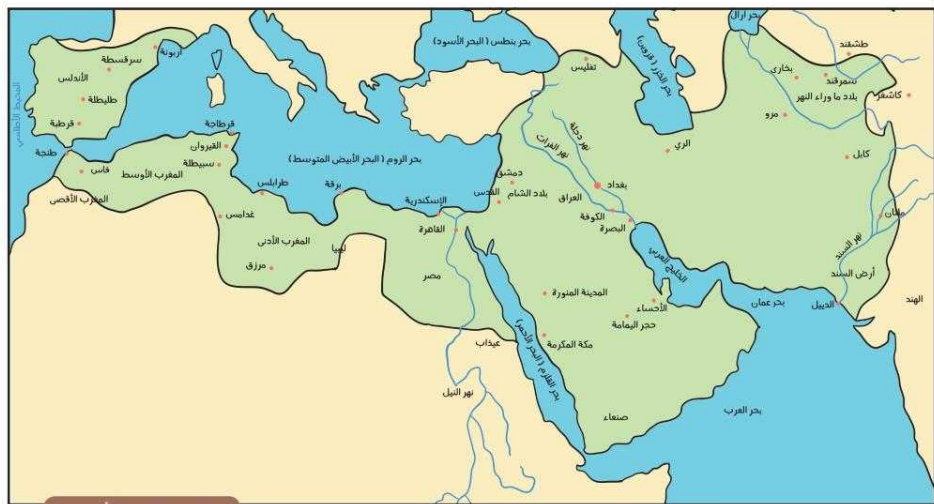 بحر آرال
طشقند
أربونة
سرقسطة
بحر بنطس (البحر الأسود)
بحر الخزر (قزوين)
تفليس
بخارى
سمرقند
كاشغر
الأندلس
بلاد ما وراء النهر
طليطلة
المحيط الأطلسي
مرو
قرطبة
قرطاجة
نهر دجلة
نهر الفرات
القيروان
طنجة
الري
كابل
بحر الروم (البحر الأبيض المتوسط)
سبيطلة
المغرب الأوسط
فاس
دمشق
بغداد
القدس
بلاد الشام
برقة
طرابلس
العراق
المغرب الأقصى
الإسكندرية
الكوفة
غدامس
ملتان
البصرة
القاهرة
نهر السند
المغرب الأدنى
ليبيا
الخليج العربي
مرزق
مصر
أرض السند
المدينة المنورة
الأحساء
بحر عمان
الديبل
الهند
حجر اليمامة
عيذاب
مكة المكرمة
بحر القلزم (البحر الأحمر)
نهر النيل
صنعاء
بحر العرب